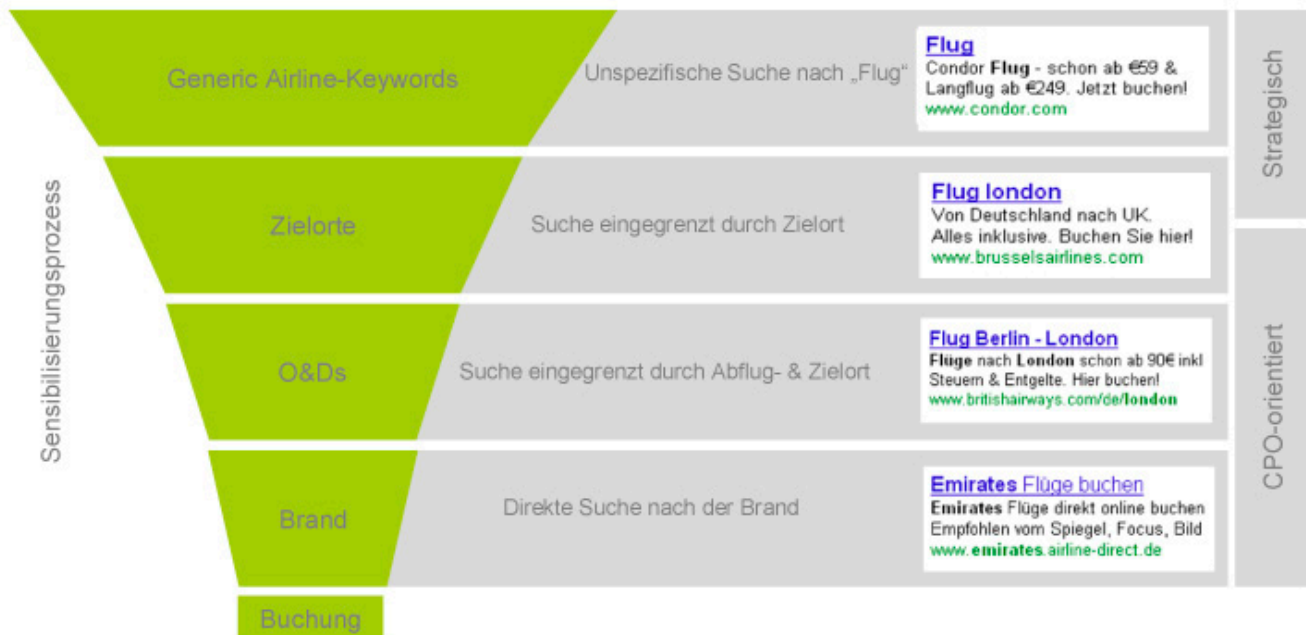 Sensibilisierungsprozess
Generic Airline-Keywords
Unspezifische Suche nach „Flug“
Flug
Condor Flug - schon ab €59 &
Langflug ab €249. Jetzt buchen!
www.condor.com
Strategisch
Zielorte
Suche eingegrenzt durch Zielort
Flug london
Von Deutschland nach UK.
Alles inklusive. Buchen Sie hier!
www.brusselsairlines.com
O&Ds
Suche eingegrenzt durch Abflug- & Zielort
Flug Berlin - London
Flüge nach London schon ab 90€ inkl
Steuern & Entgelte. Hier buchen!
www.britishairways.com/de/london
CPO-orientiert
Brand
Direkte Suche nach der Brand
Emirates Flüge buchen
Emirates Flüge direkt online buchen
Empfohlen vom Spiegel, Focus, Bild
www.emirates.airline-direct.de
Buchung